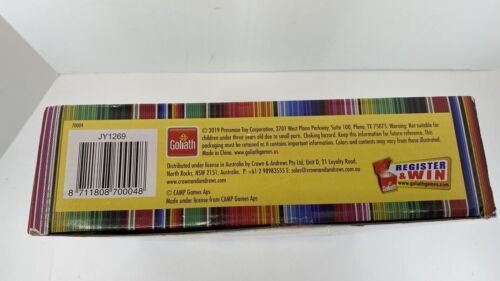 70004
JY1269
8 711808 700048
Goliath
© 2019 Pressman Toy Corporation, 3701 West Plano Parkway, Suite 100, Plano, TX 75075. Warning: Not suitable for
children under three years old due to small parts. Choking hazard. Keep this information for future reference. This
packaging must be retained as it contains important information. Colors and contents may vary from those illustrated.
Made in China. www.goliathgames.us
Distributed under license in Australia by Crown & Andrews Pty Ltd, Unit D, 21 Loyalty Road,
North Rocks, NSW 2151, Australia. P: +61 2 98983555 E: sales@crownandandrews.com
www.crownandandrews.com
© CAMP Games Aps
Made under license from CAMP Games Aps
REGISTER
& WIN
goliathgames.com